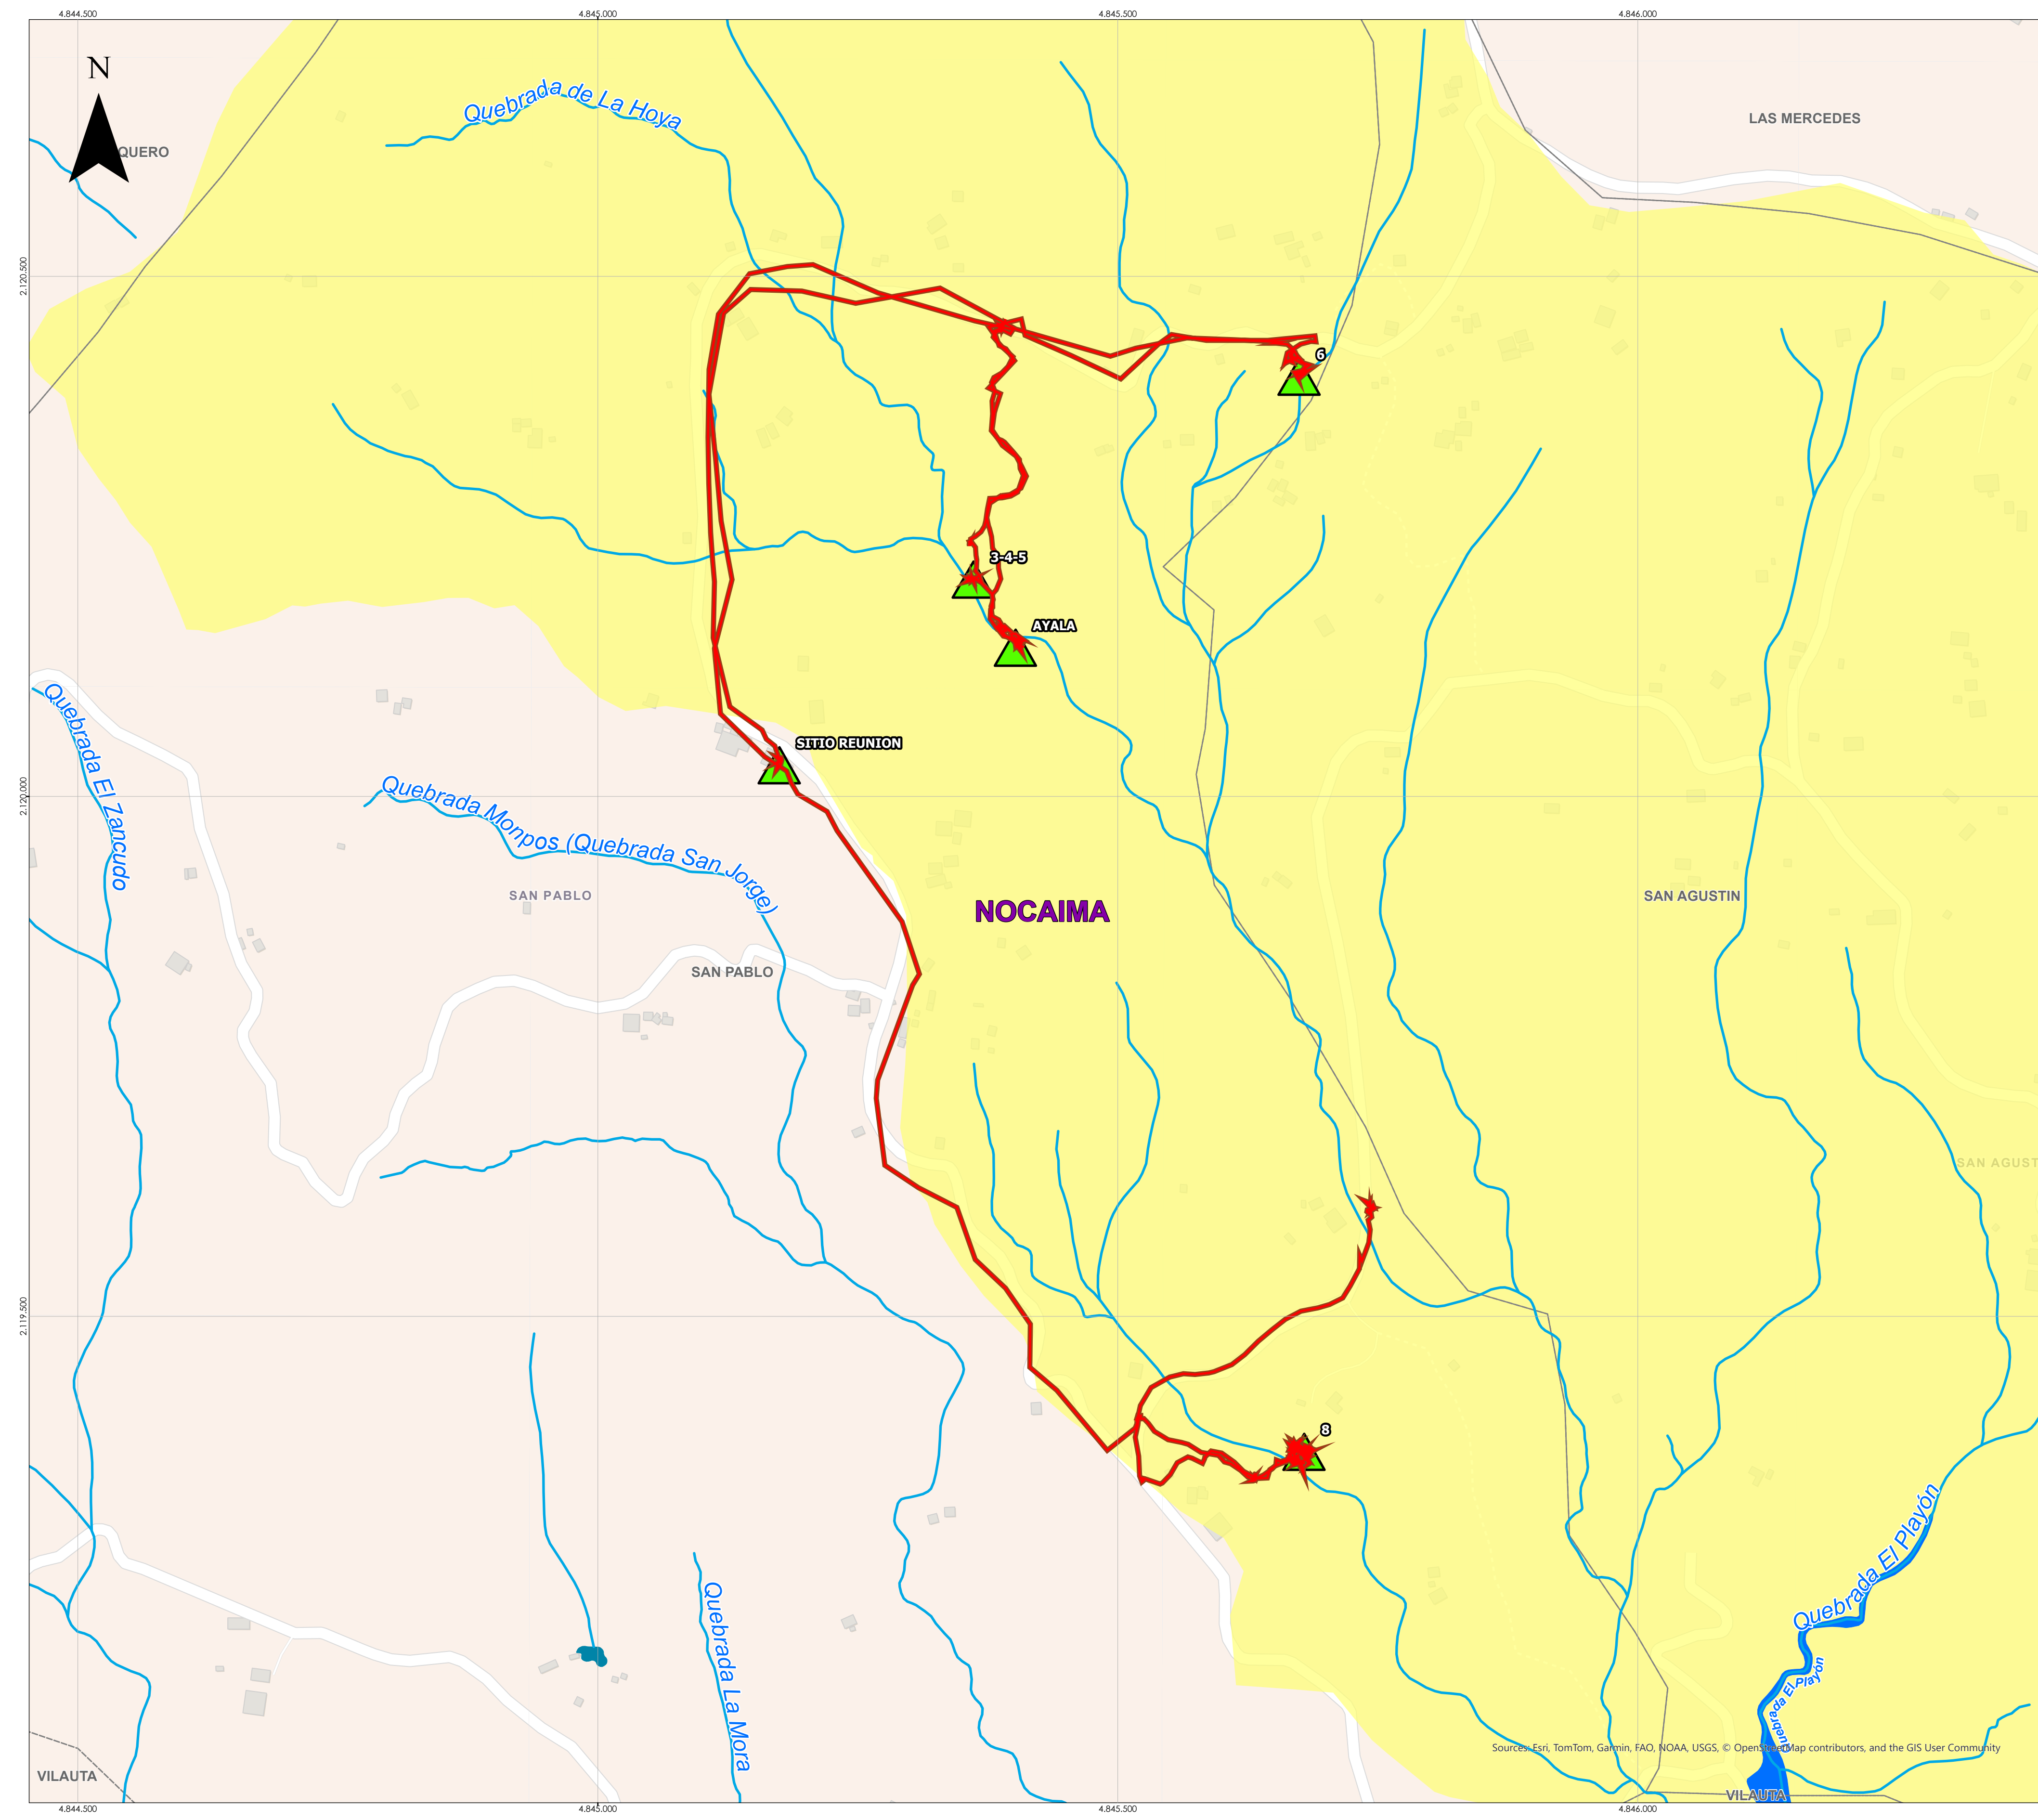 4.844.500
4.845.000
4.845.500
4.846.000
N
QUERO
Quebrada de La Hoya
LAS MERCEDES
2.120.500
6
3-4-5
AYALA
SITIO REUNION
Quebrada El Zancudo
2.120.000
Quebrada Monpos (Quebrada San Jorge)
SAN PABLO
NOCAIMA
SAN AGUSTIN
SAN PABLO
SAN AGUST
2.119.500
8
Quebrada El Playón
Quebrada La Mora
Quebrada El Playón
Sources: Esri, TomTom, Garmin, FAO, NOAA, USGS, © OpenStreetMap contributors, and the GIS User Community
VILAUTA
VILAUTA
4.844.500
4.845.000
4.845.500
4.846.000